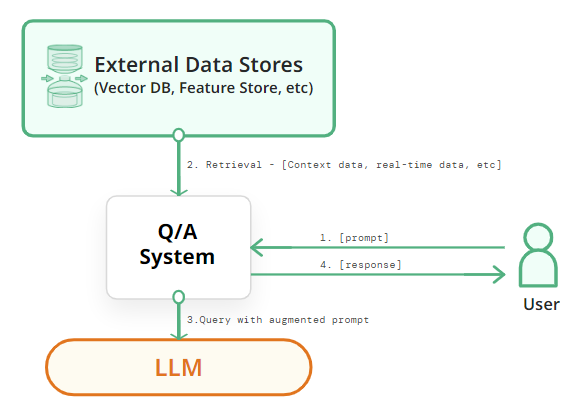 External Data Stores
(Vector DB, Feature Store, etc)
2. Retrieval - [Context data, real-time data, etc]
Q/A
System
1. [prompt]
4. [response]
User
3.Query with augmented prompt
LLM